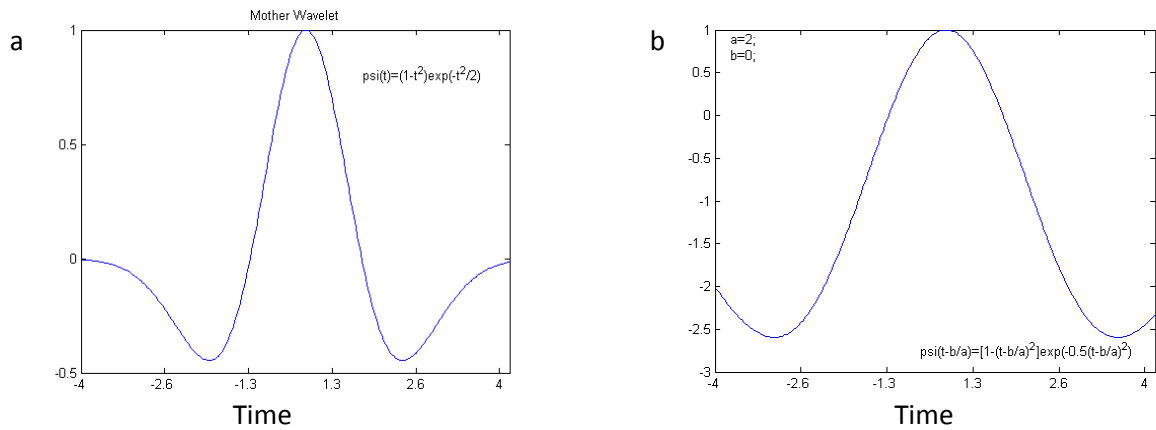 a
Mother Wavelet
1
0.5
0
-0.5
psi(t)=(1-t²)exp(-t²/2)
-4 -2.6 -1.3 1.3 2.6 4
Time
b
1
0.5
0
-0.5
-1
-1.5
-2
-2.5
-3
a=2;
b=0;
psi(t-b/a)=[1-(t-b/a)²]exp(-0.5(t-b/a)²)
-4 -2.6 -1.3 1.3 2.6 4
Time